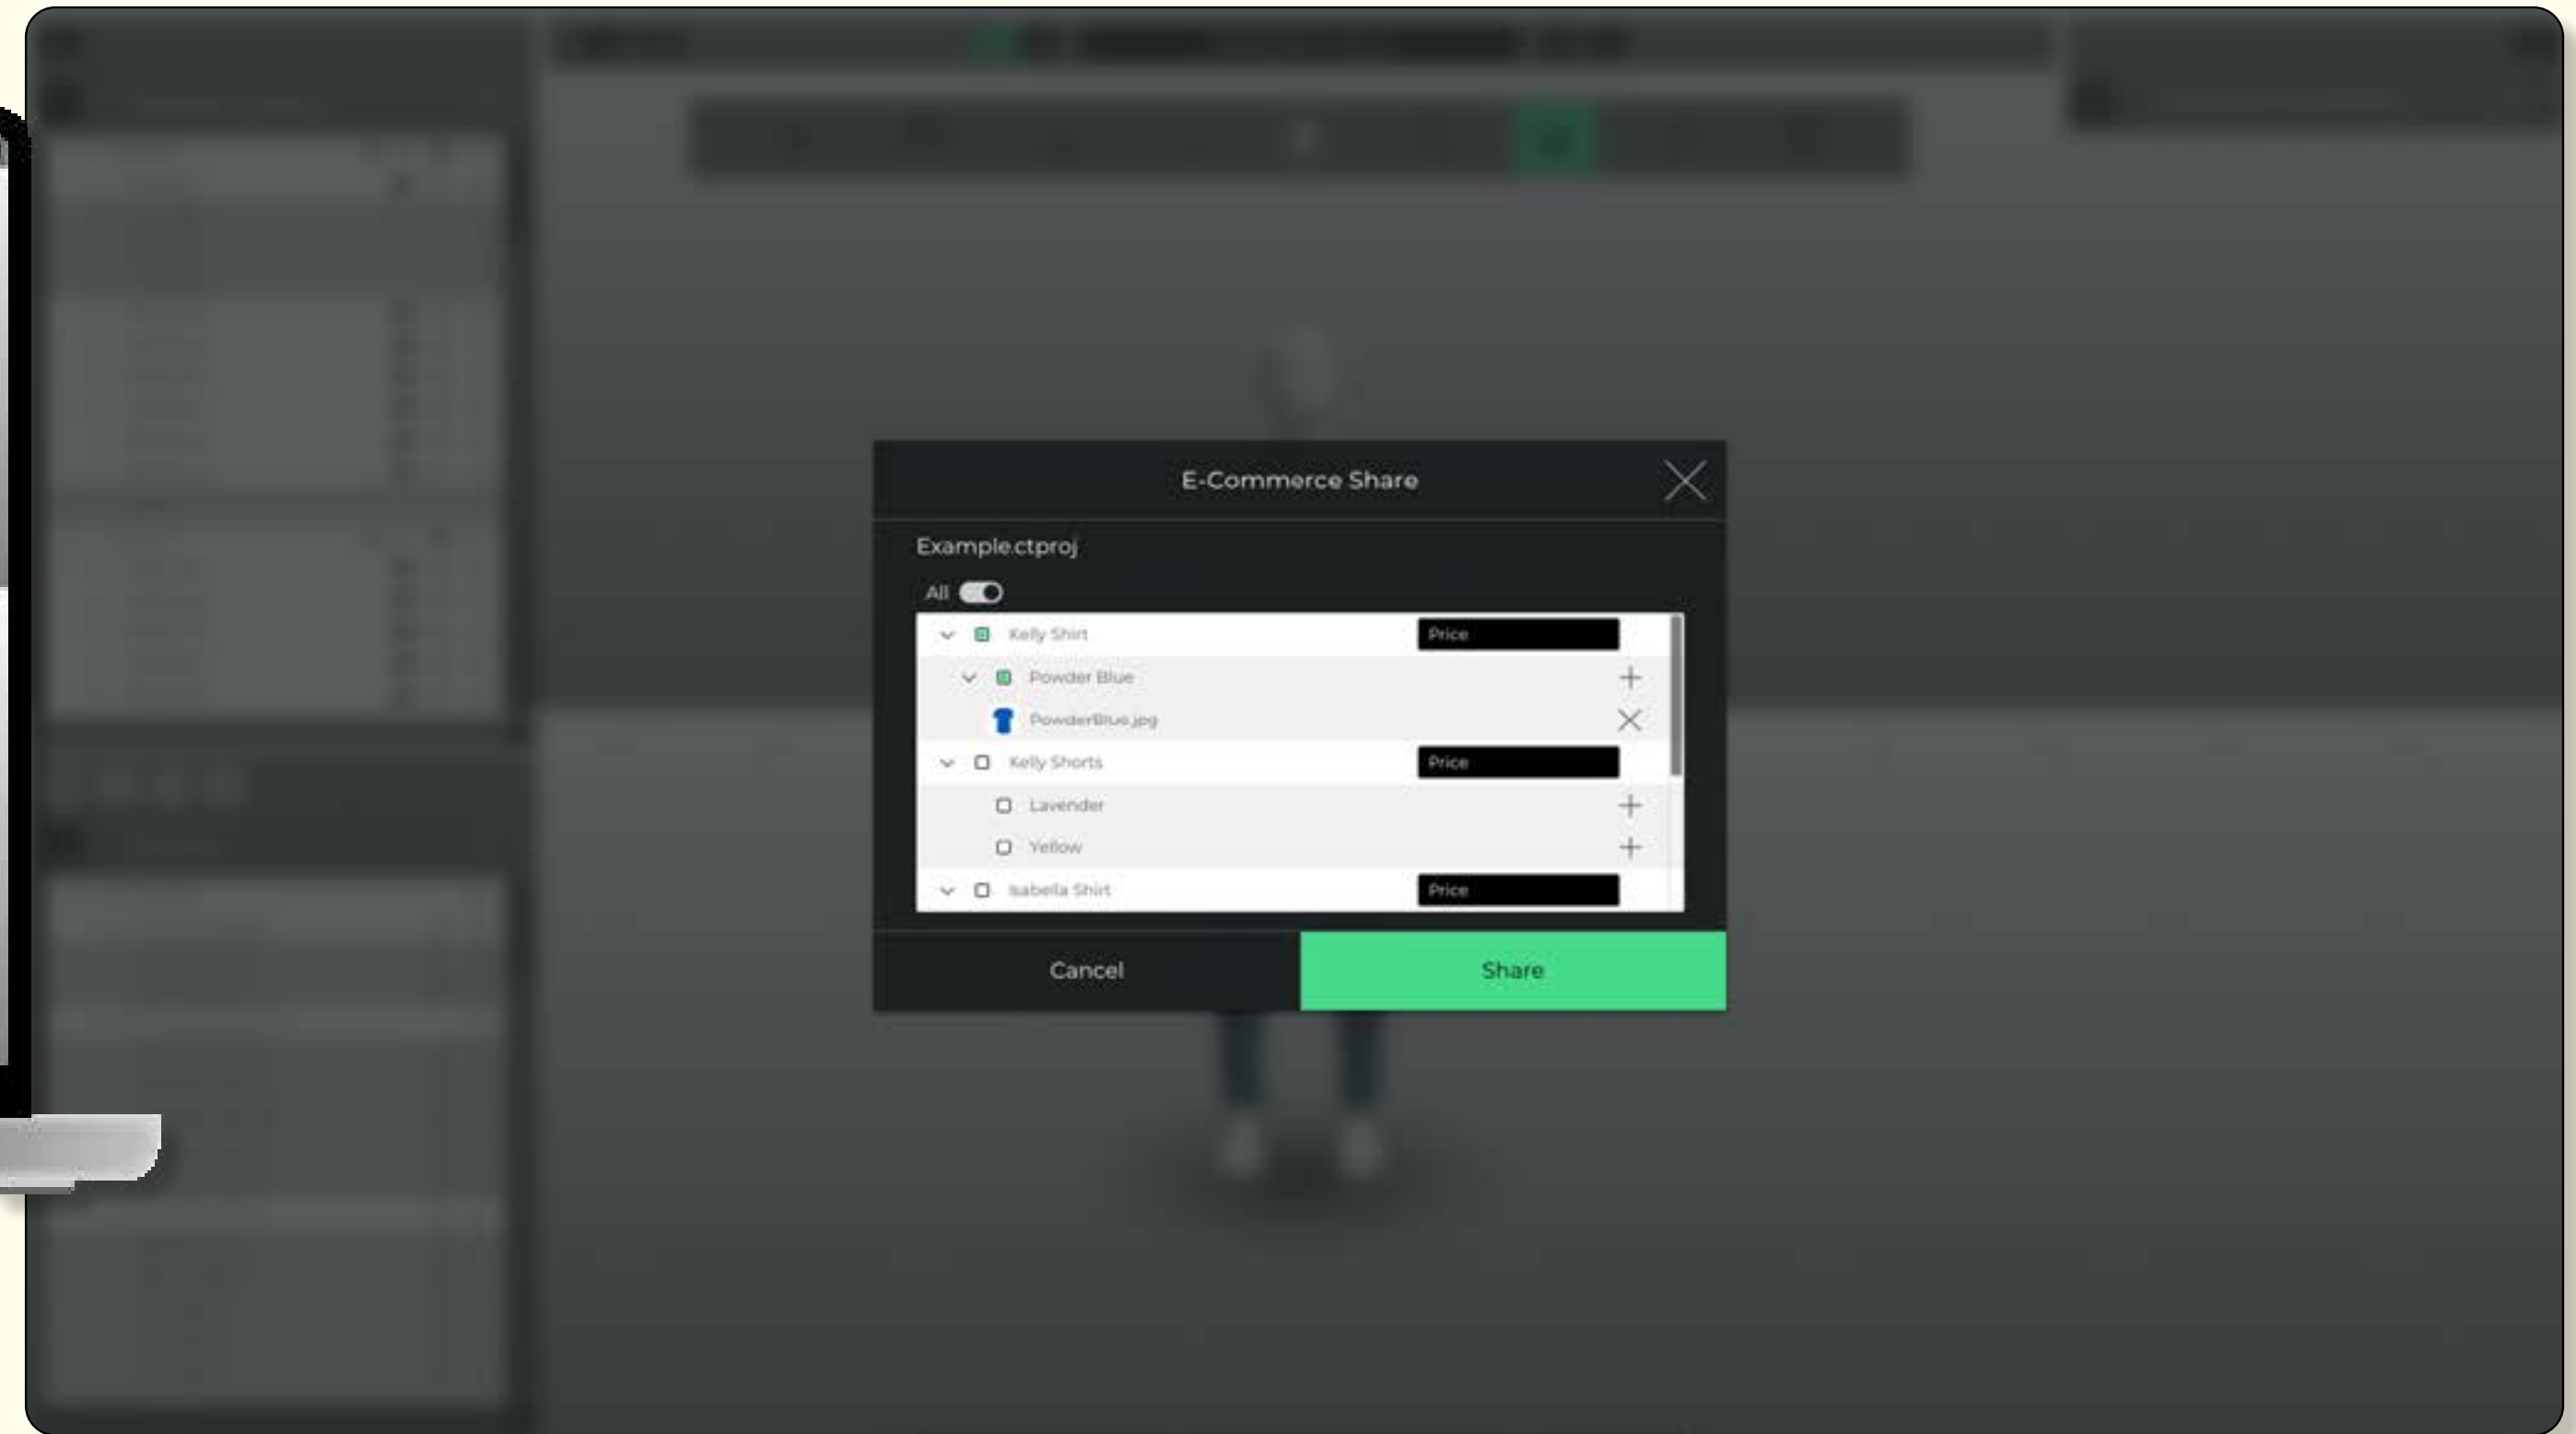 E-Commerce Share
Example.ctproj
All
Kelly Shirt Price
Powder Blue
PowderBlue.jpg
Kelly Shorts Price
Lavender
Yellow
Isabella Shirt Price
Cancel Share